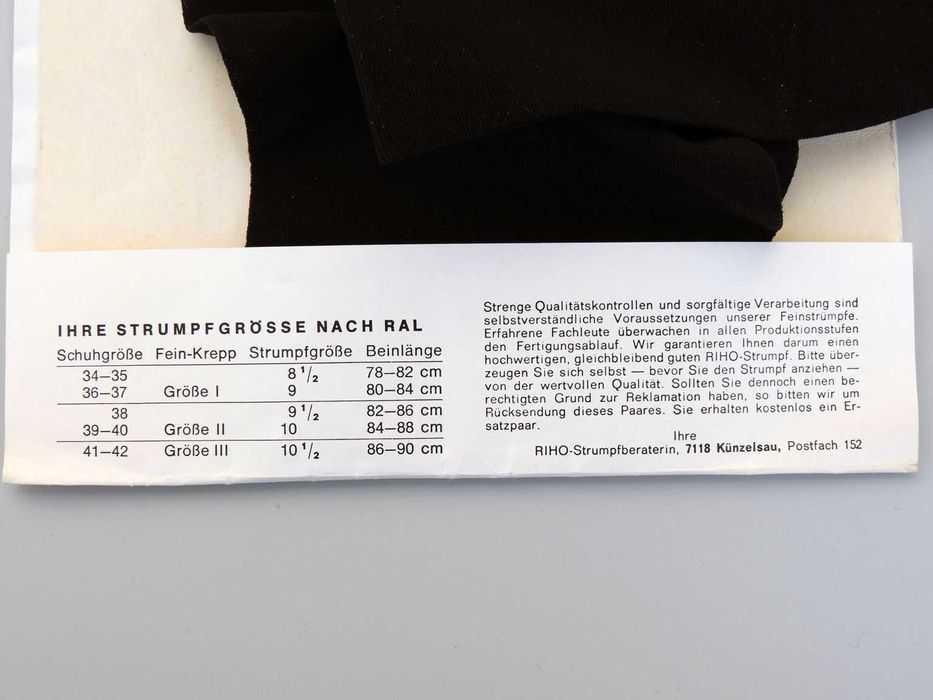 IHRE STRUMPFGRÖSSE NACH RAL
Schuhgröße Fein-Krepp Strumpfgröße Beinlänge
34–35 8 1/2 78–82 cm
36–37 Größe I 9 80–84 cm
38 9 1/2 82–86 cm
39–40 Größe II 10 84–88 cm
41–42 Größe III 10 1/2 86–90 cm
Strenge Qualitätskontrollen und sorgfältige Verarbeitung sind
selbstverständliche Voraussetzungen unserer Feinstrümpfe.
Erfahrene Fachleute überwachen in allen Produktionsstufen
den Fertigungsablauf. Wir garantieren Ihnen darum einen
hochwertigen, gleichbleibend guten RIHO-Strumpf. Bitte über-
zeugen Sie sich selbst — bevor Sie den Strumpf anziehen —
von der wertvollen Qualität. Sollten Sie dennoch einen be-
rechtigten Grund zur Reklamation haben, so bitten wir um
Rücksendung dieses Paares. Sie erhalten kostenlos ein Er-
satzpaar.
Ihre
RIHO-Strumpfberaterin, 7118 Künzelsau, Postfach 152